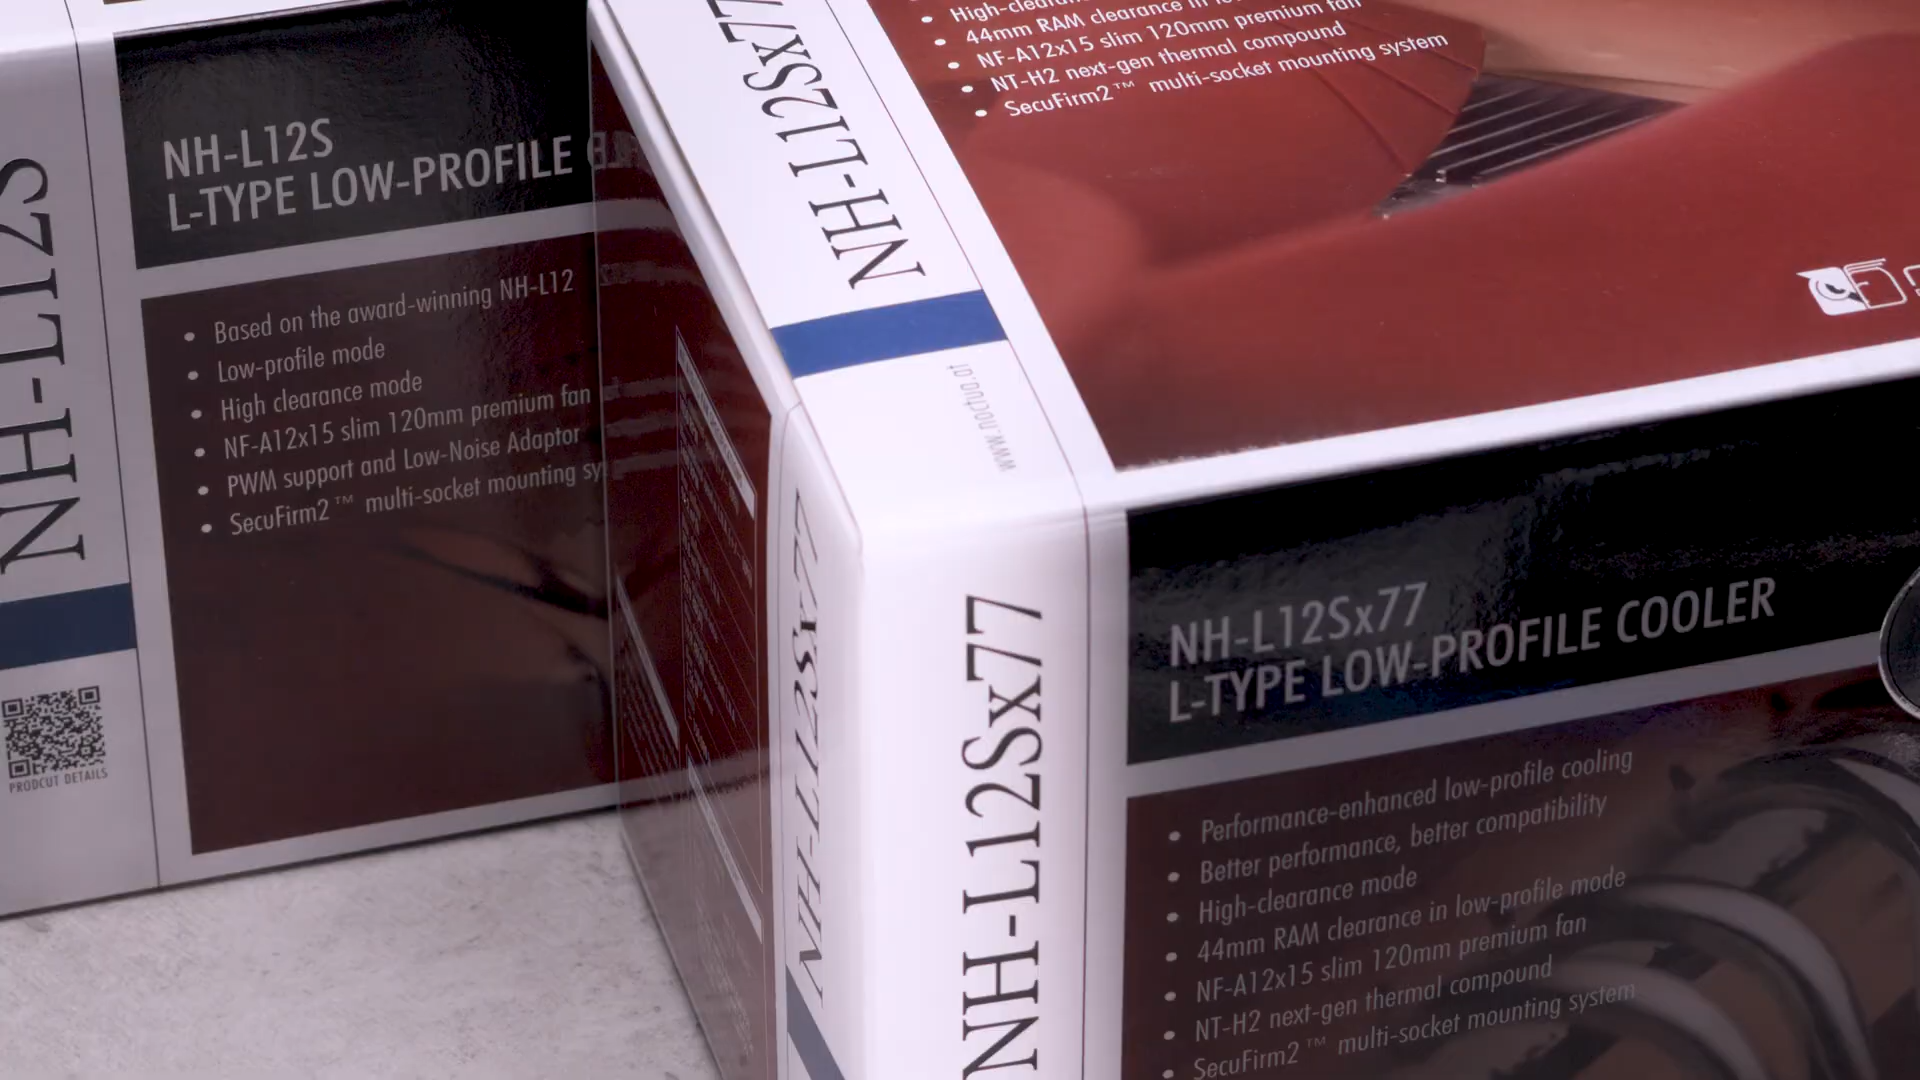 NH-L12S
NH-L12S
L-TYPE LOW-PROFILE
Based on the award-winning NH-L12
Low-profile mode
High clearance mode
NF-A12x15 slim 120mm premium fan
PWM support and Low-Noise Adaptor
SecuFirm2™ multi-socket mounting sy
PRODCUT DETAILS
NH-L12Sx77
www.noctua.at
44mm RAM clearance in
NF-A12x15 slim 120mm premium fan
NT-H2 next-gen thermal compound
SecuFirm2™ multi-socket mounting system
NH-L12Sx77
NH-L12Sx77
NH-L12Sx77
L-TYPE LOW-PROFILE COOLER
Performance-enhanced low-profile cooling
Better performance, better compatibility
High-clearance mode
44mm RAM clearance in low-profile mode
NF-A12x15 slim 120mm premium fan
NT-H2 next-gen thermal compound
SecuFirm2™ multi-socket mounting system